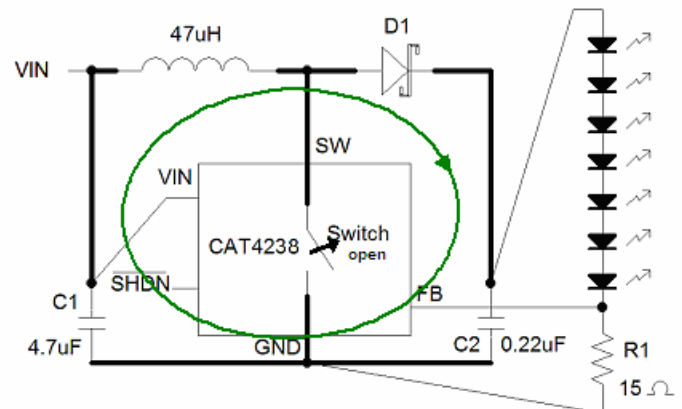 47uH
D1
VIN
SW
VIN
CAT4238
Switch
open
SHDN
FB
C1
4.7uF
GND
C2
0.22uF
R1
15 Ω